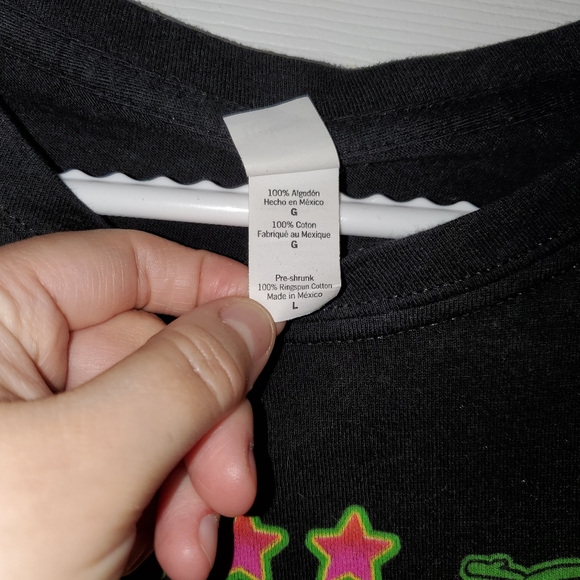 100% Algodón
Hecho en México
G
100% Coton
Fabriqué au Mexique
G
Pre-shrunk
100% Ringspun Cotton
Made in México
L